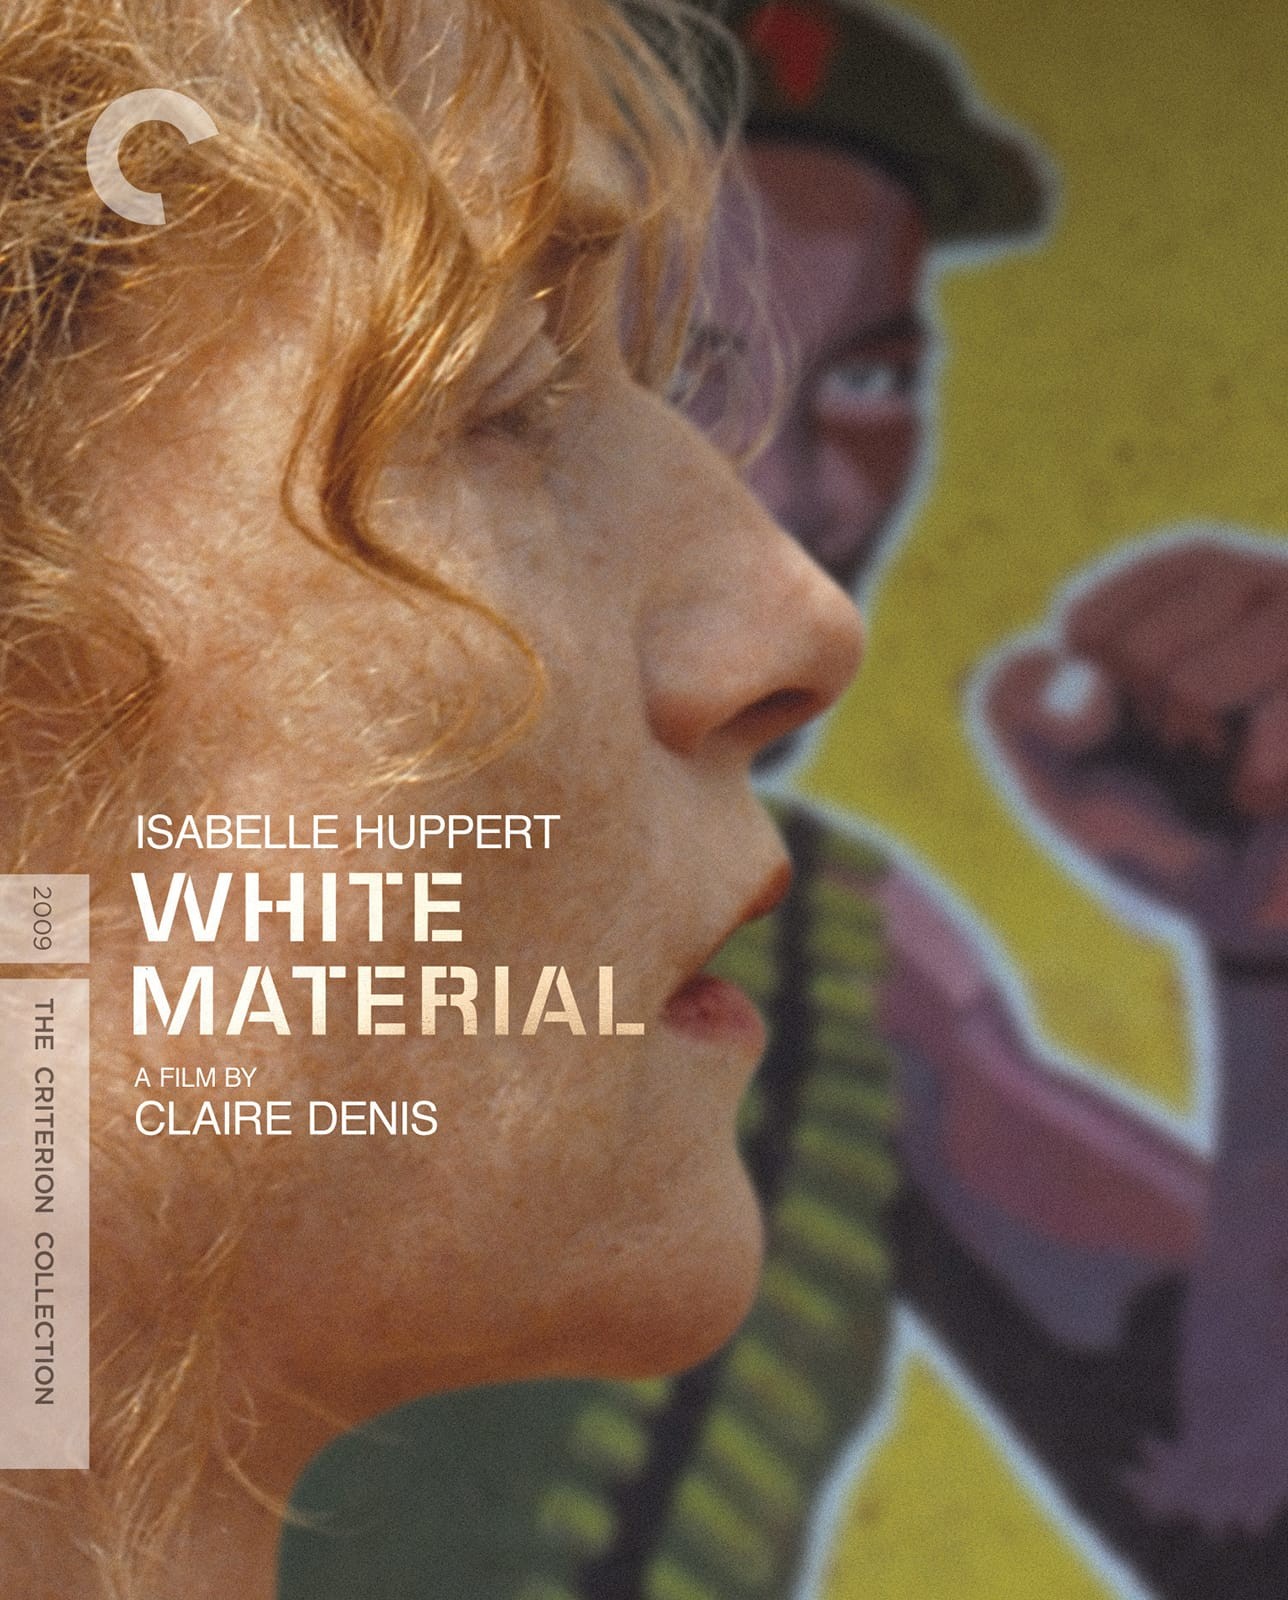 ISABELLE HUPPERT
WHITE
MATERIAL
A FILM BY
CLAIRE DENIS
2009
THE CRITERION COLLECTION